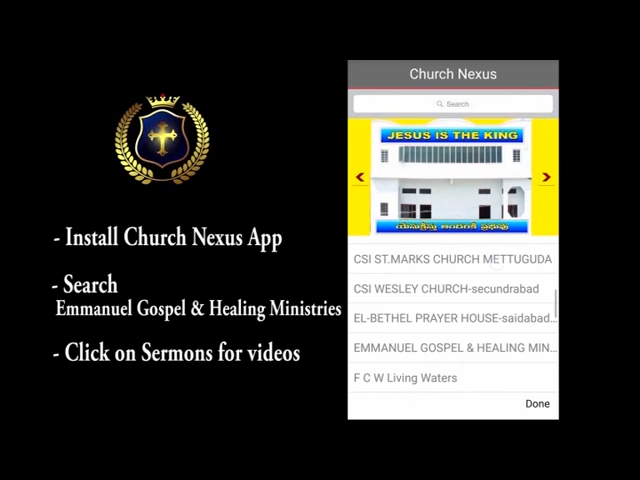 - Install Church Nexus App
- Search
Emmanuel Gospel & Healing Ministries
- Click on Sermons for videos
Church Nexus
Search
JESUS IS THE KING
యేసుక్రీస్తు అందరికి ప్రభువు
CSI ST.MARKS CHURCH METTUGUDA
CSI WESLEY CHURCH-secundrabad
EL-BETHEL PRAYER HOUSE-saidabad...
EMMANUEL GOSPEL & HEALING MIN...
F C W Living Waters
Done